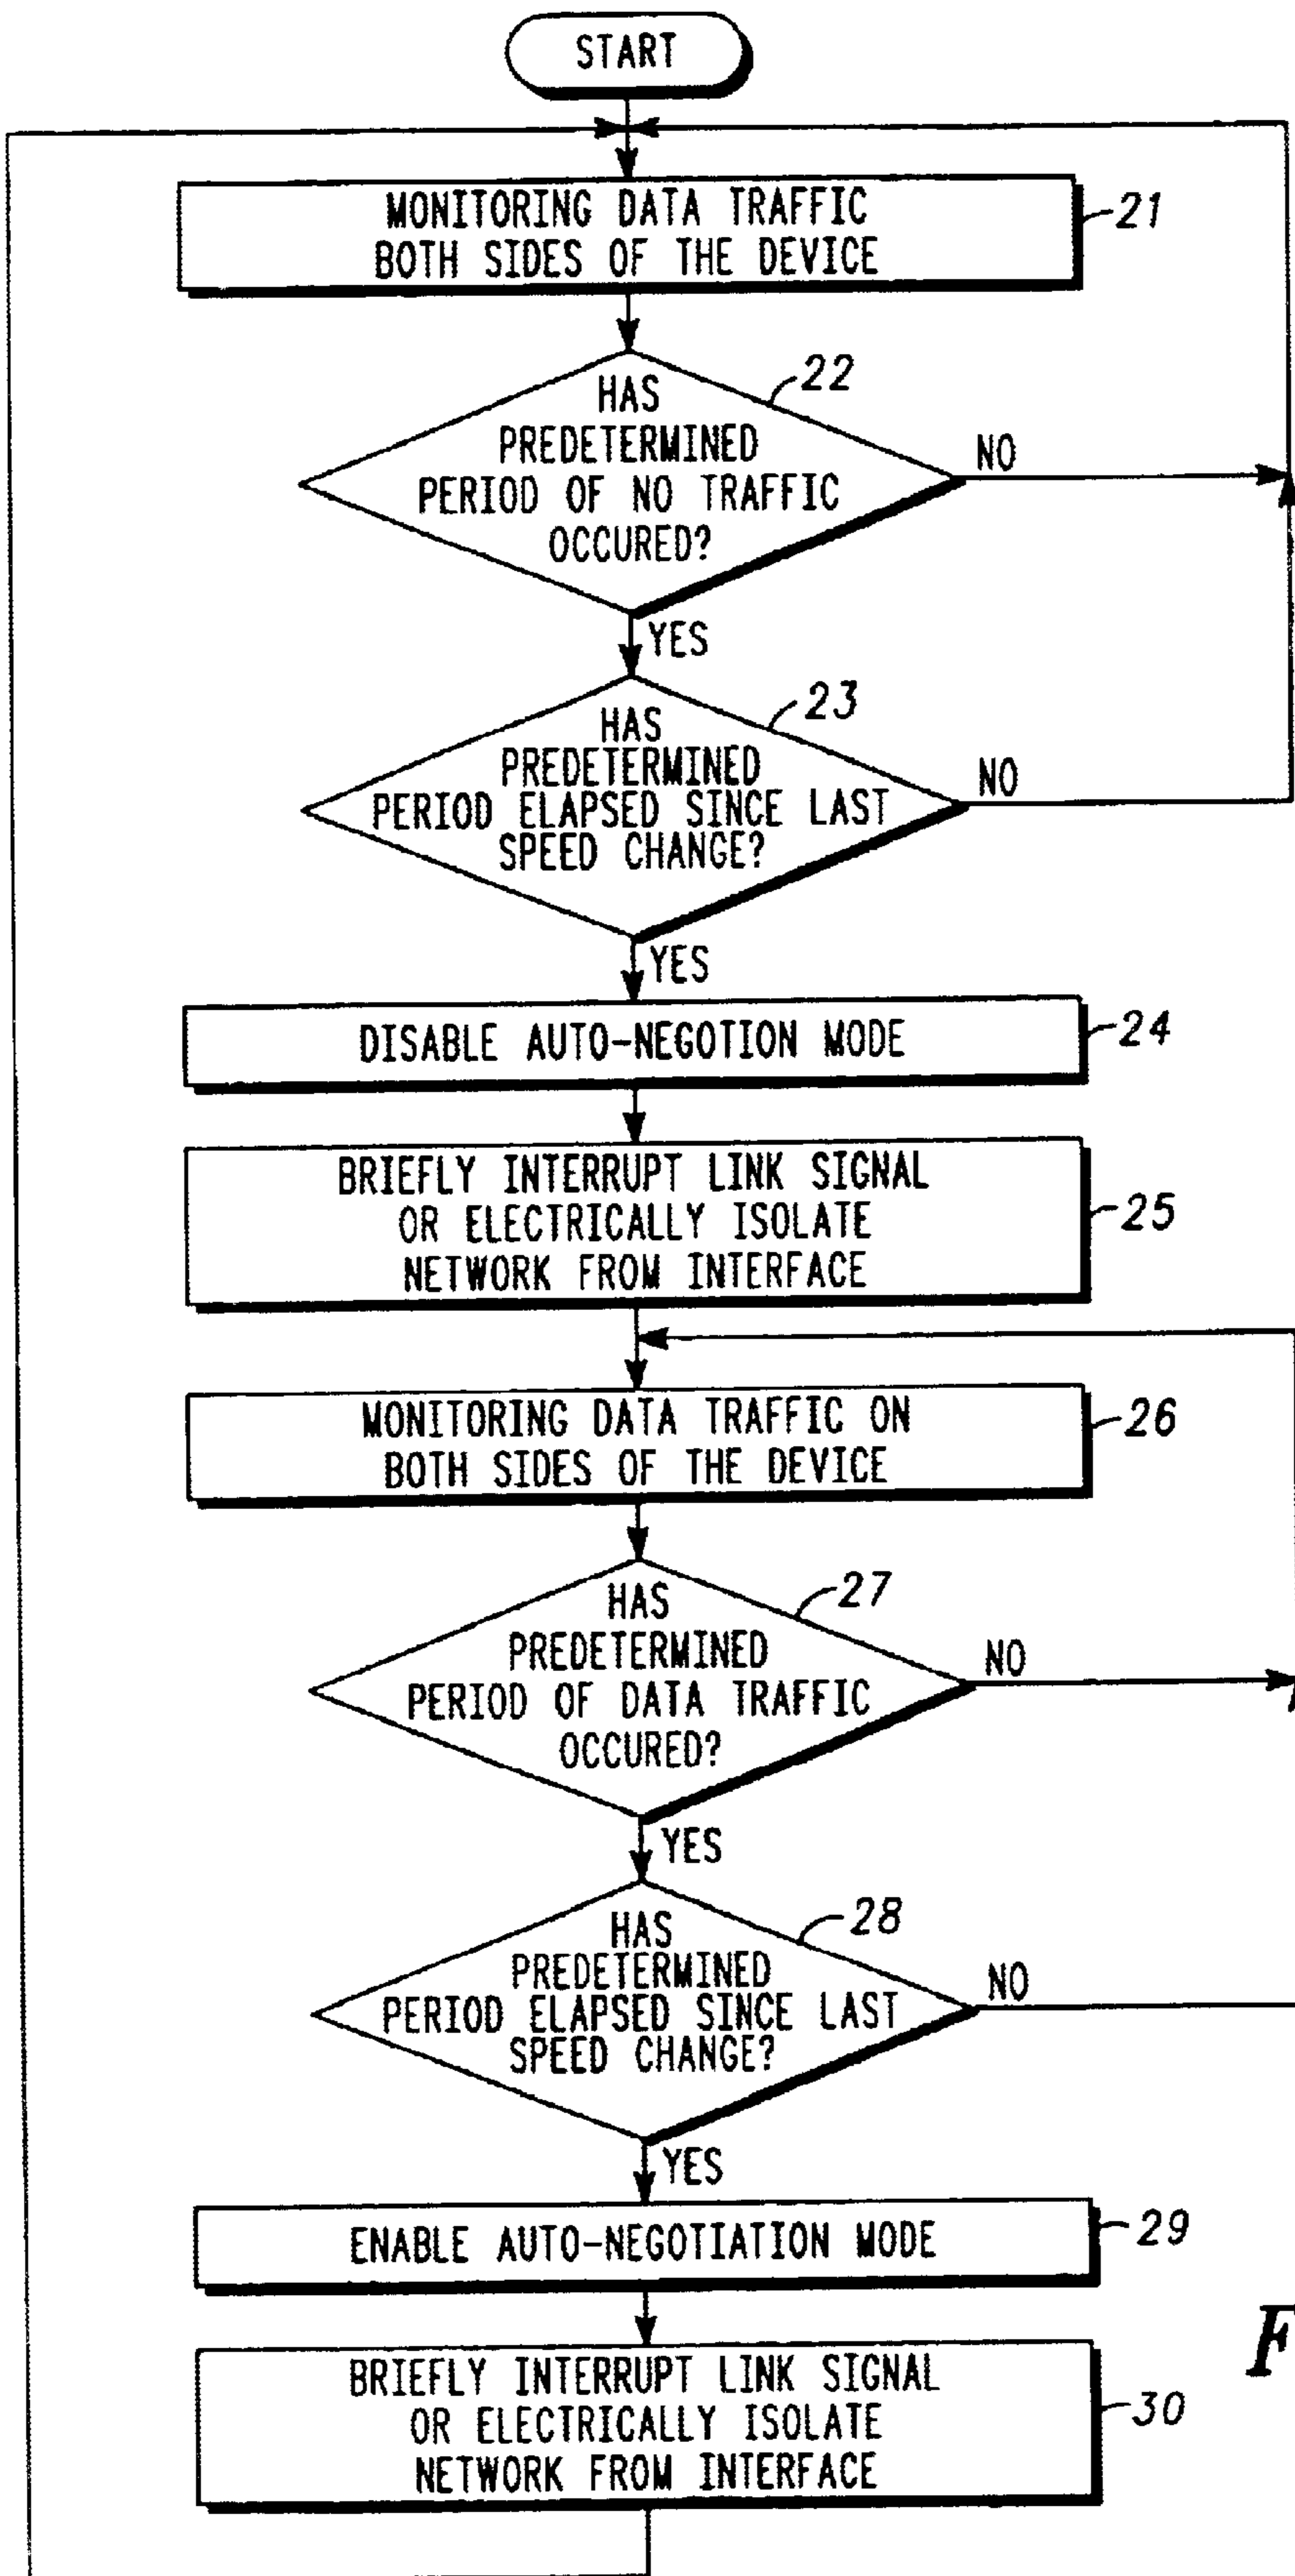 START
MONITORING DATA TRAFFIC
BOTH SIDES OF THE DEVICE
21
22
HAS
PREDETERMINED
PERIOD OF NO TRAFFIC
OCCURED?
NO
YES
23
HAS
PREDETERMINED
PERIOD ELAPSED SINCE LAST
SPEED CHANGE?
NO
YES
DISABLE AUTO-NEGOTION MODE
24
BRIEFLY INTERRUPT LINK SIGNAL
OR ELECTRICALLY ISOLATE
NETWORK FROM INTERFACE
25
MONITORING DATA TRAFFIC ON
BOTH SIDES OF THE DEVICE
26
27
HAS
PREDETERMINED
PERIOD OF DATA TRAFFIC
OCCURED?
NO
YES
28
HAS
PREDETERMINED
PERIOD ELAPSED SINCE LAST
SPEED CHANGE?
NO
YES
ENABLE AUTO-NEGOTIATION MODE
29
BRIEFLY INTERRUPT LINK SIGNAL
OR ELECTRICALLY ISOLATE
NETWORK FROM INTERFACE
30
F